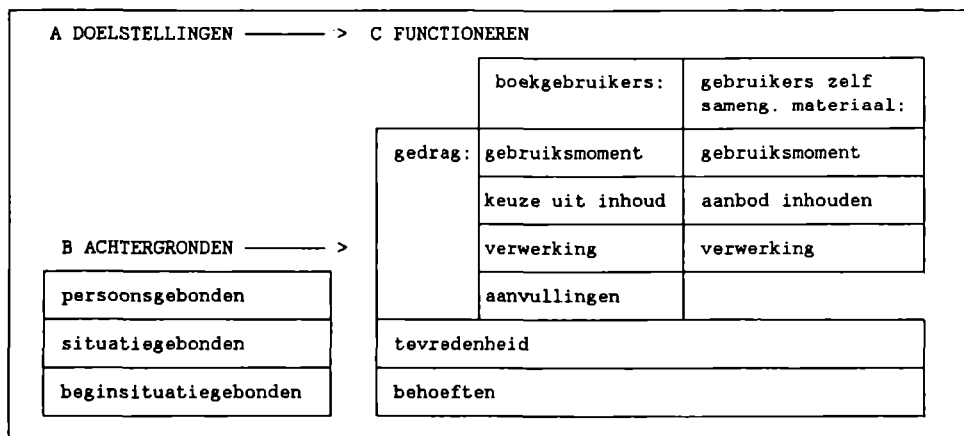 A DOELSTELLINGEN > C FUNCTIONEREN
boekgebruikers: gebruikers zelf
sameng. materiaal:
gedrag: gebruiksmoment gebruiksmoment
keuze uit inhoud aanbod inhouden
B ACHTERGRONDEN > verwerking verwerking
persoonsgebonden aanvullingen
situatiegebonden tevredenheid
beginsituatiegebonden behoeften